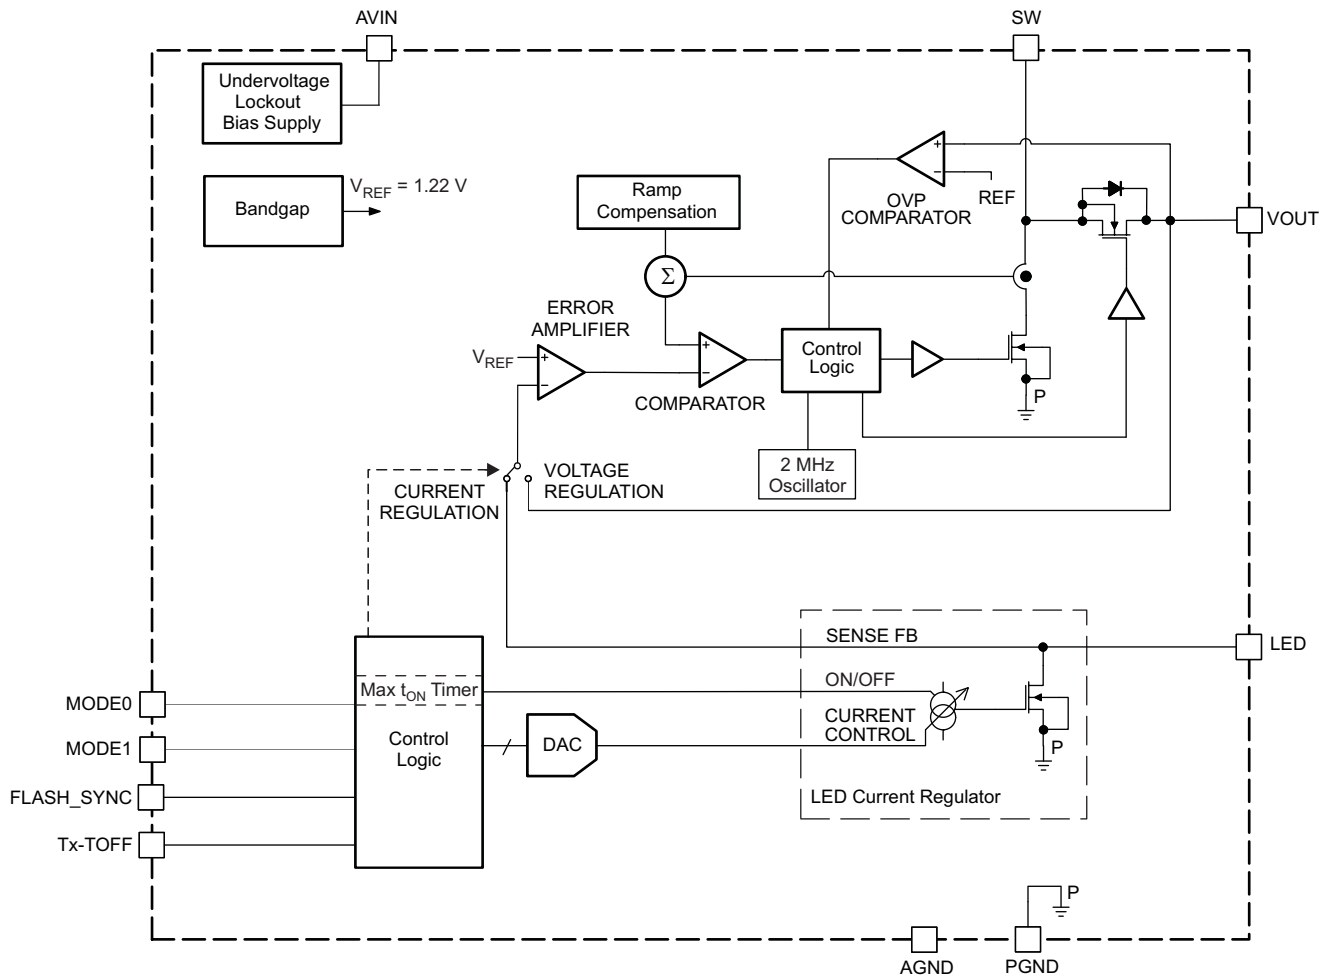 AVIN
SW
Undervoltage
Lockout
Bias Supply
Bandgap
VREF = 1.22 V
Ramp
Compensation
Σ
+
−
OVP
COMPARATOR
REF
VOUT
ERROR
AMPLIFIER
VREF
+
−
+
−
COMPARATOR
Control
Logic
P
2 MHz
Oscillator
CURRENT
REGULATION
VOLTAGE
REGULATION
SENSE FB
LED
MODE0
MODE1
FLASH_SYNC
Tx-TOFF
Max tON Timer
Control
Logic
DAC
ON/OFF
CURRENT
CONTROL
P
LED Current Regulator
P
AGND
PGND